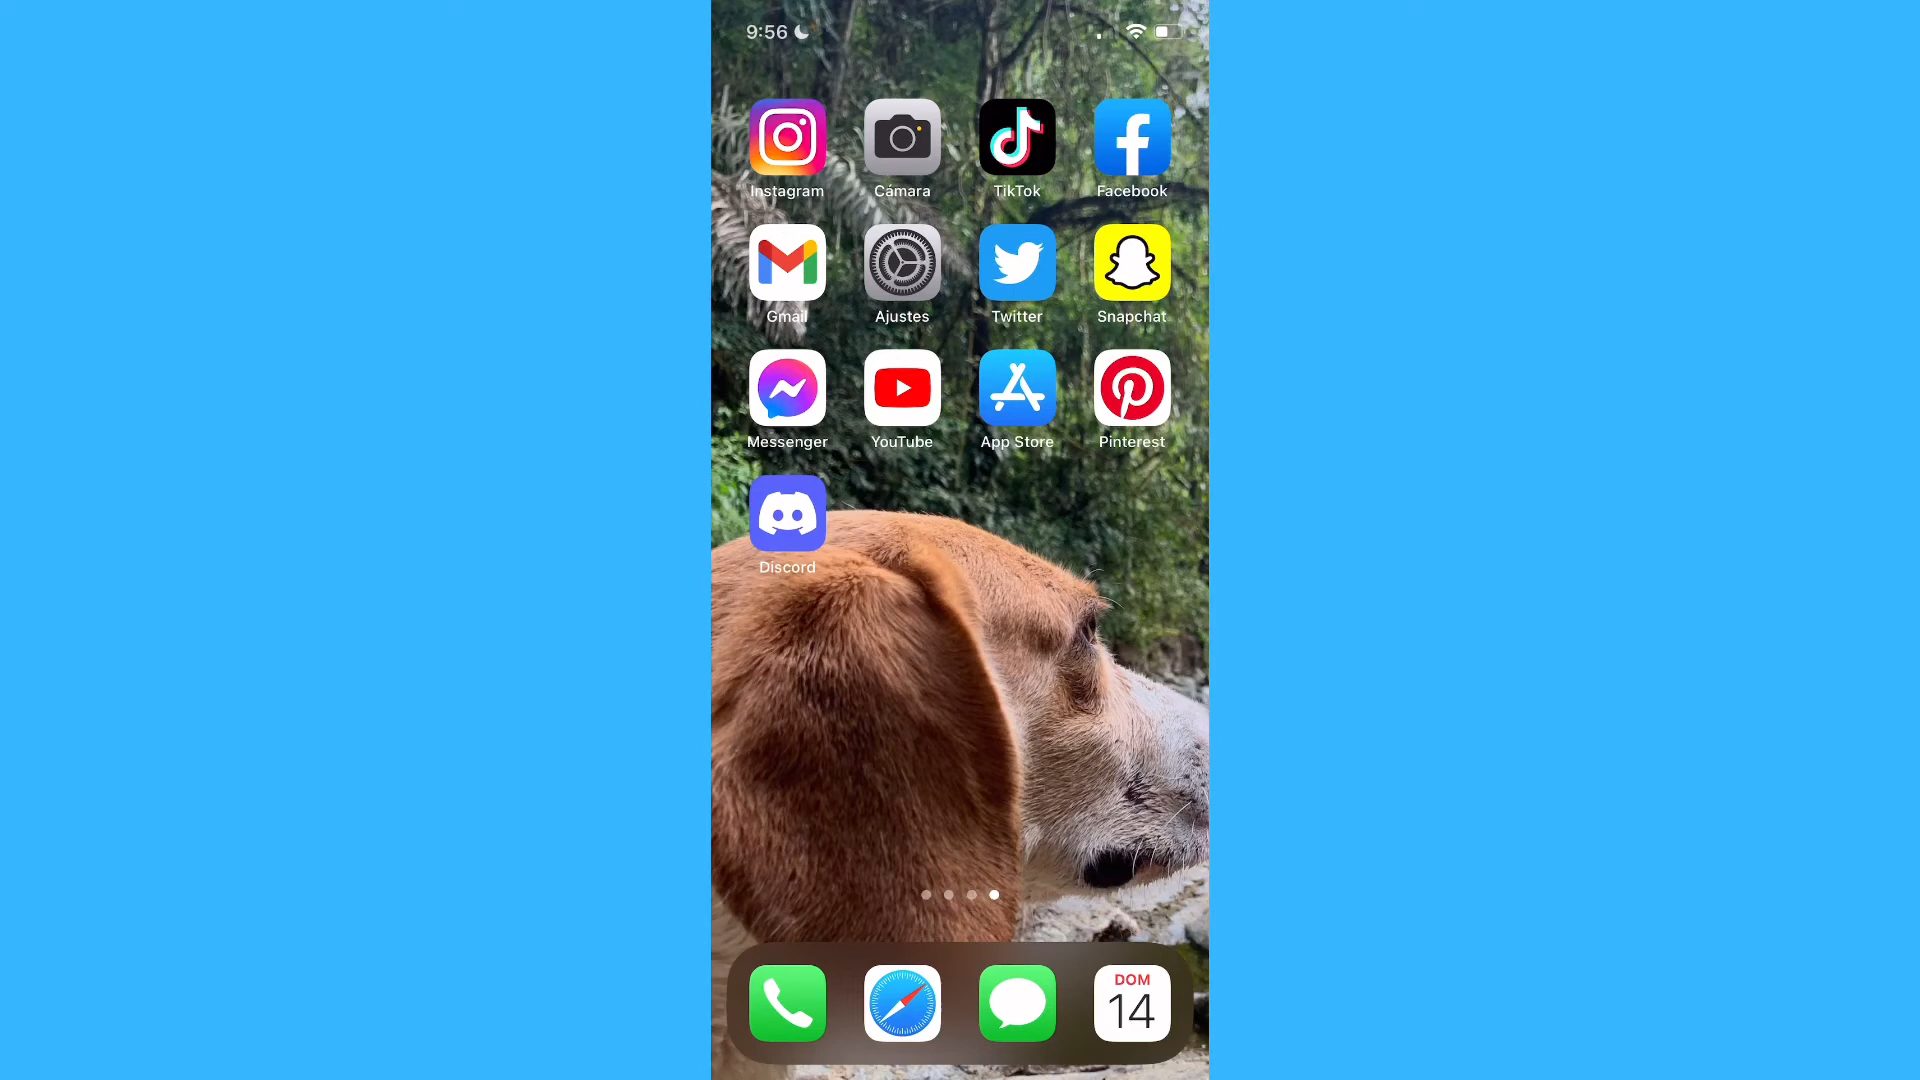 9:56
Instagram Cámara TikTok Facebook
Gmail Ajustes Twitter Snapchat
Messenger YouTube App Store Pinterest
Discord
DOM
14